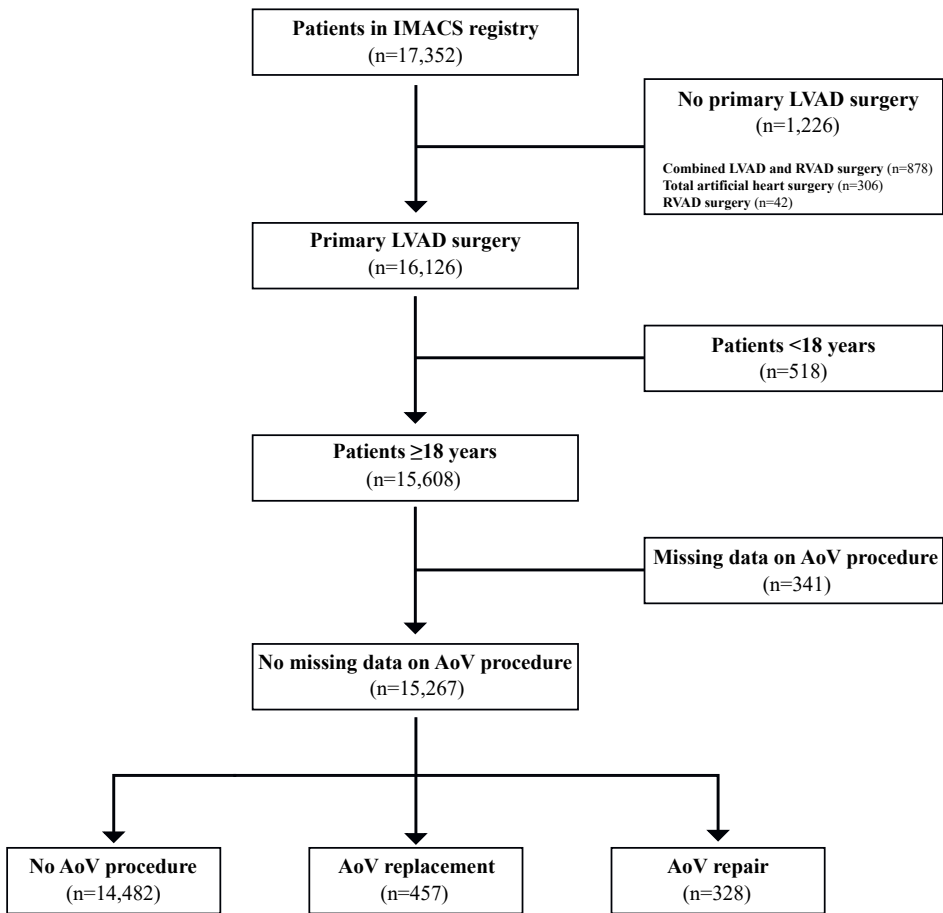 Patients in IMACS registry
(n=17,352)
No primary LVAD surgery
(n=1,226)
Combined LVAD and RVAD surgery (n=878)
Total artificial heart surgery (n=306)
RVAD surgery (n=42)
Primary LVAD surgery
(n=16,126)
Patients <18 years
(n=518)
Patients ≥18 years
(n=15,608)
Missing data on AoV procedure
(n=341)
No missing data on AoV procedure
(n=15,267)
No AoV procedure
(n=14,482)
AoV replacement
(n=457)
AoV repair
(n=328)